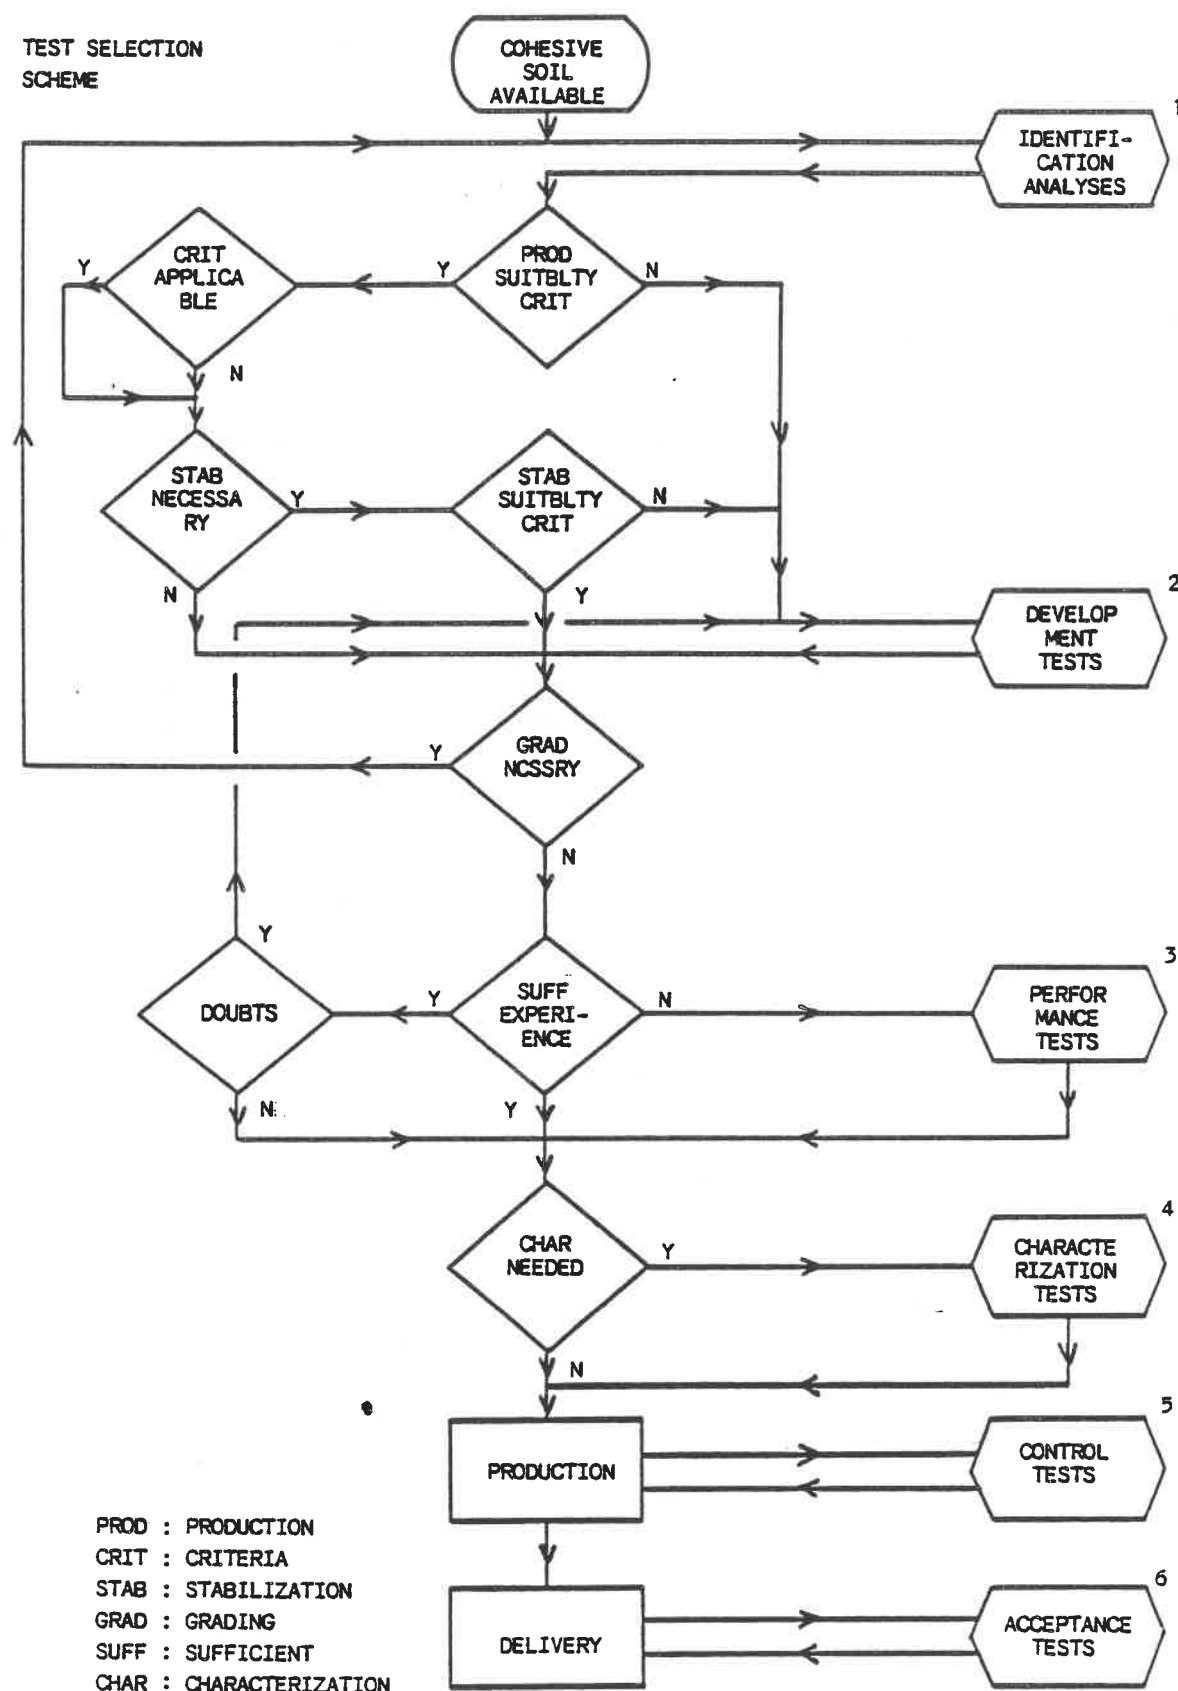 TEST SELECTION
SCHEME
COHESIVE
SOIL
AVAILABLE
1
IDENTIFI-
CATION
ANALYSES
CRIT
APPLICA
BLE
Y
N
PROD
SUITBLTY
CRIT
Y
N
STAB
NECESSA
RY
Y
N
STAB
SUITBLTY
CRIT
N
Y
2
DEVELOP
MENT
TESTS
GRAD
NCSSRY
Y
N
DOUBTS
Y
N
SUFF
EXPERI-
ENCE
Y
N
Y
3
PERFOR
MANCE
TESTS
CHAR
NEEDED
Y
N
4
CHARACTE
RIZATION
TESTS
PRODUCTION
5
CONTROL
TESTS
DELIVERY
6
ACCEPTANCE
TESTS
PROD : PRODUCTION
CRIT : CRITERIA
STAB : STABILIZATION
GRAD : GRADING
SUFF : SUFFICIENT
CHAR : CHARACTERIZATION